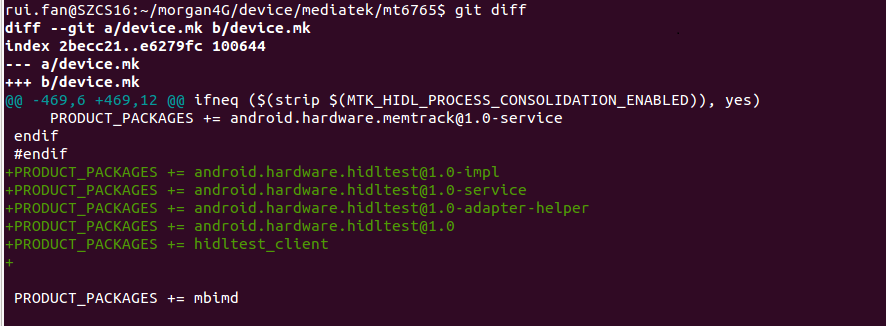 rui.fan@SZCS16:~/morgan4G/device/mediatek/mt6765$ git diff
diff --git a/device.mk b/device.mk
index 2becc21..e6279fc 100644
--- a/device.mk
+++ b/device.mk
@@ -469,6 +469,12 @@ ifneq ($(strip $(MTK_HIDL_PROCESS_CONSOLIDATION_ENABLED)), yes)
     PRODUCT_PACKAGES += android.hardware.memtrack@1.0-service
 endif
 #endif
+PRODUCT_PACKAGES += android.hardware.hidltest@1.0-impl
+PRODUCT_PACKAGES += android.hardware.hidltest@1.0-service
+PRODUCT_PACKAGES += android.hardware.hidltest@1.0-adapter-helper
+PRODUCT_PACKAGES += android.hardware.hidltest@1.0
+PRODUCT_PACKAGES += hidltest_client
+
 PRODUCT_PACKAGES += mbimd